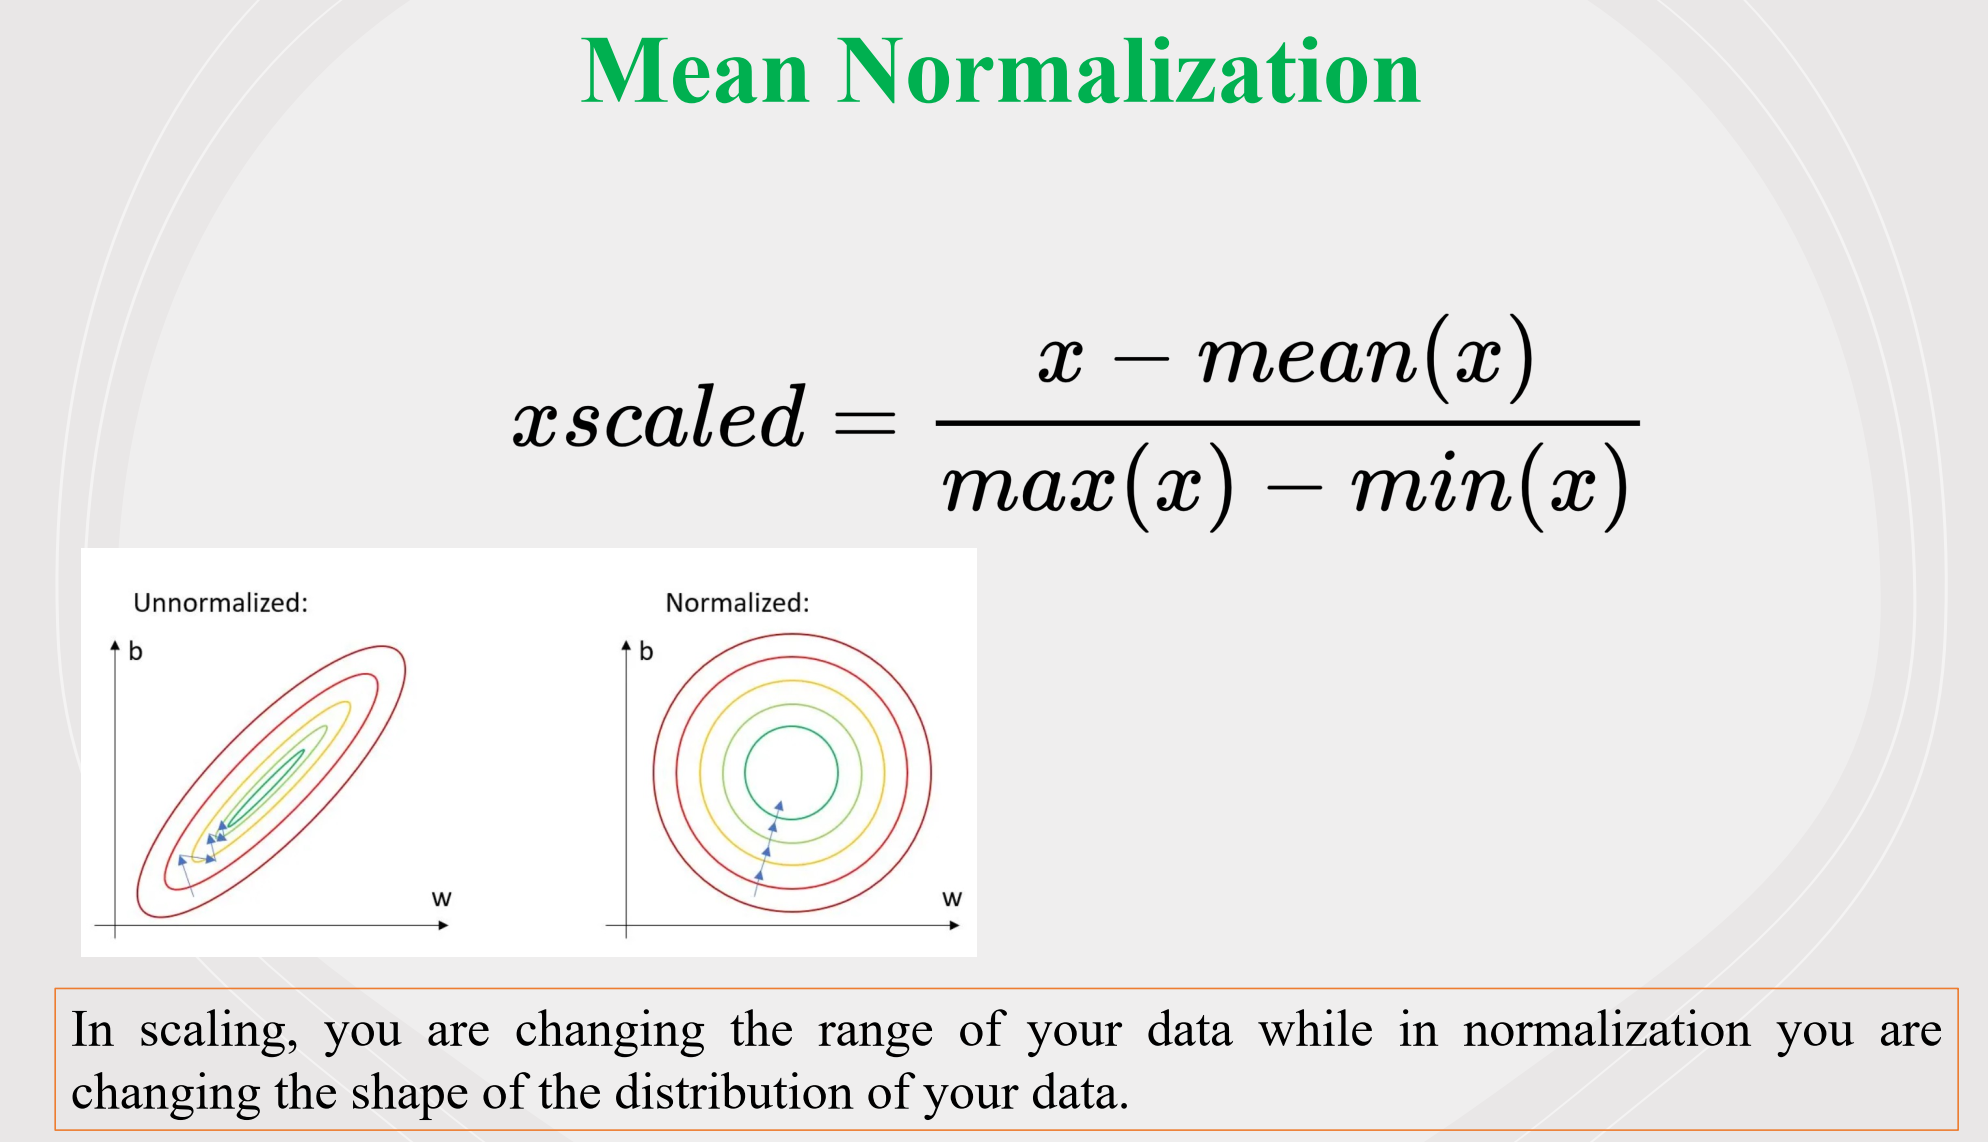 Mean Normalization
xscaled = \frac{x - mean(x)}{max(x) - min(x)}
Unnormalized:
b
w
Normalized:
b
w
In scaling, you are changing the range of your data while in normalization you are
changing the shape of the distribution of your data.